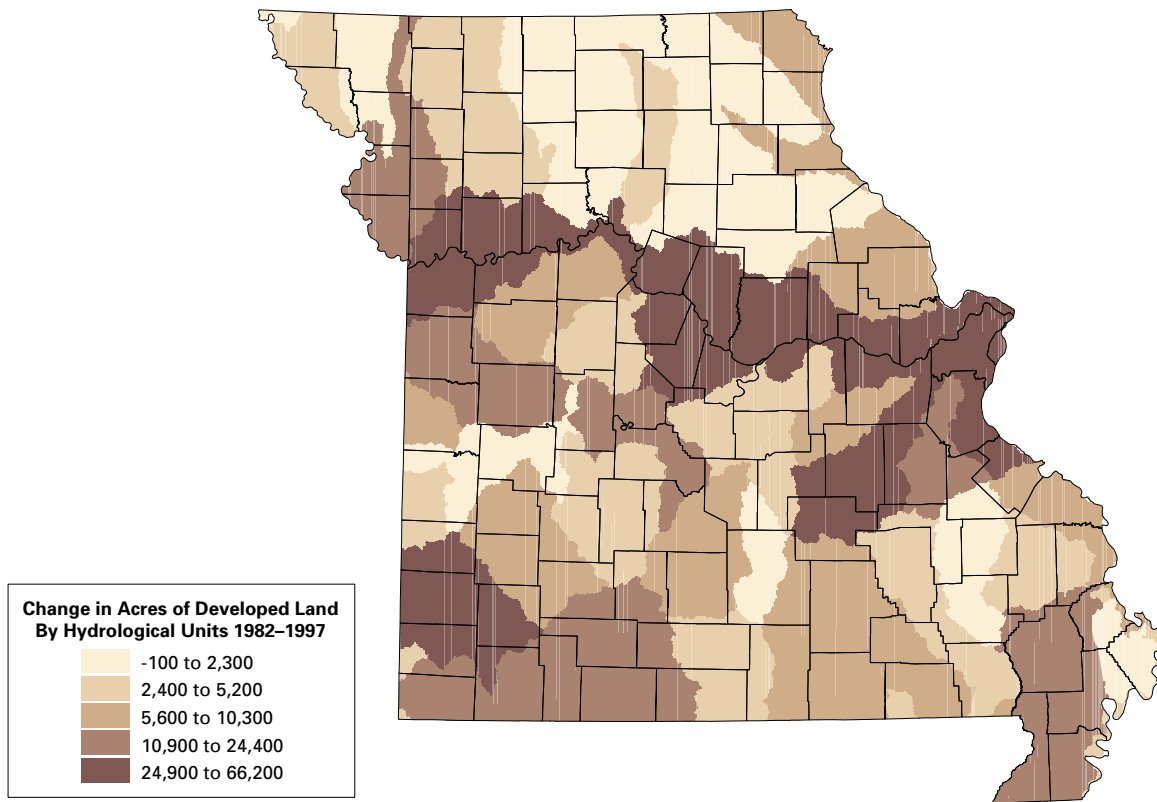 Change in Acres of Developed Land
By Hydrological Units 1982–1997
-100 to 2,300
2,400 to 5,200
5,600 to 10,300
10,900 to 24,400
24,900 to 66,200